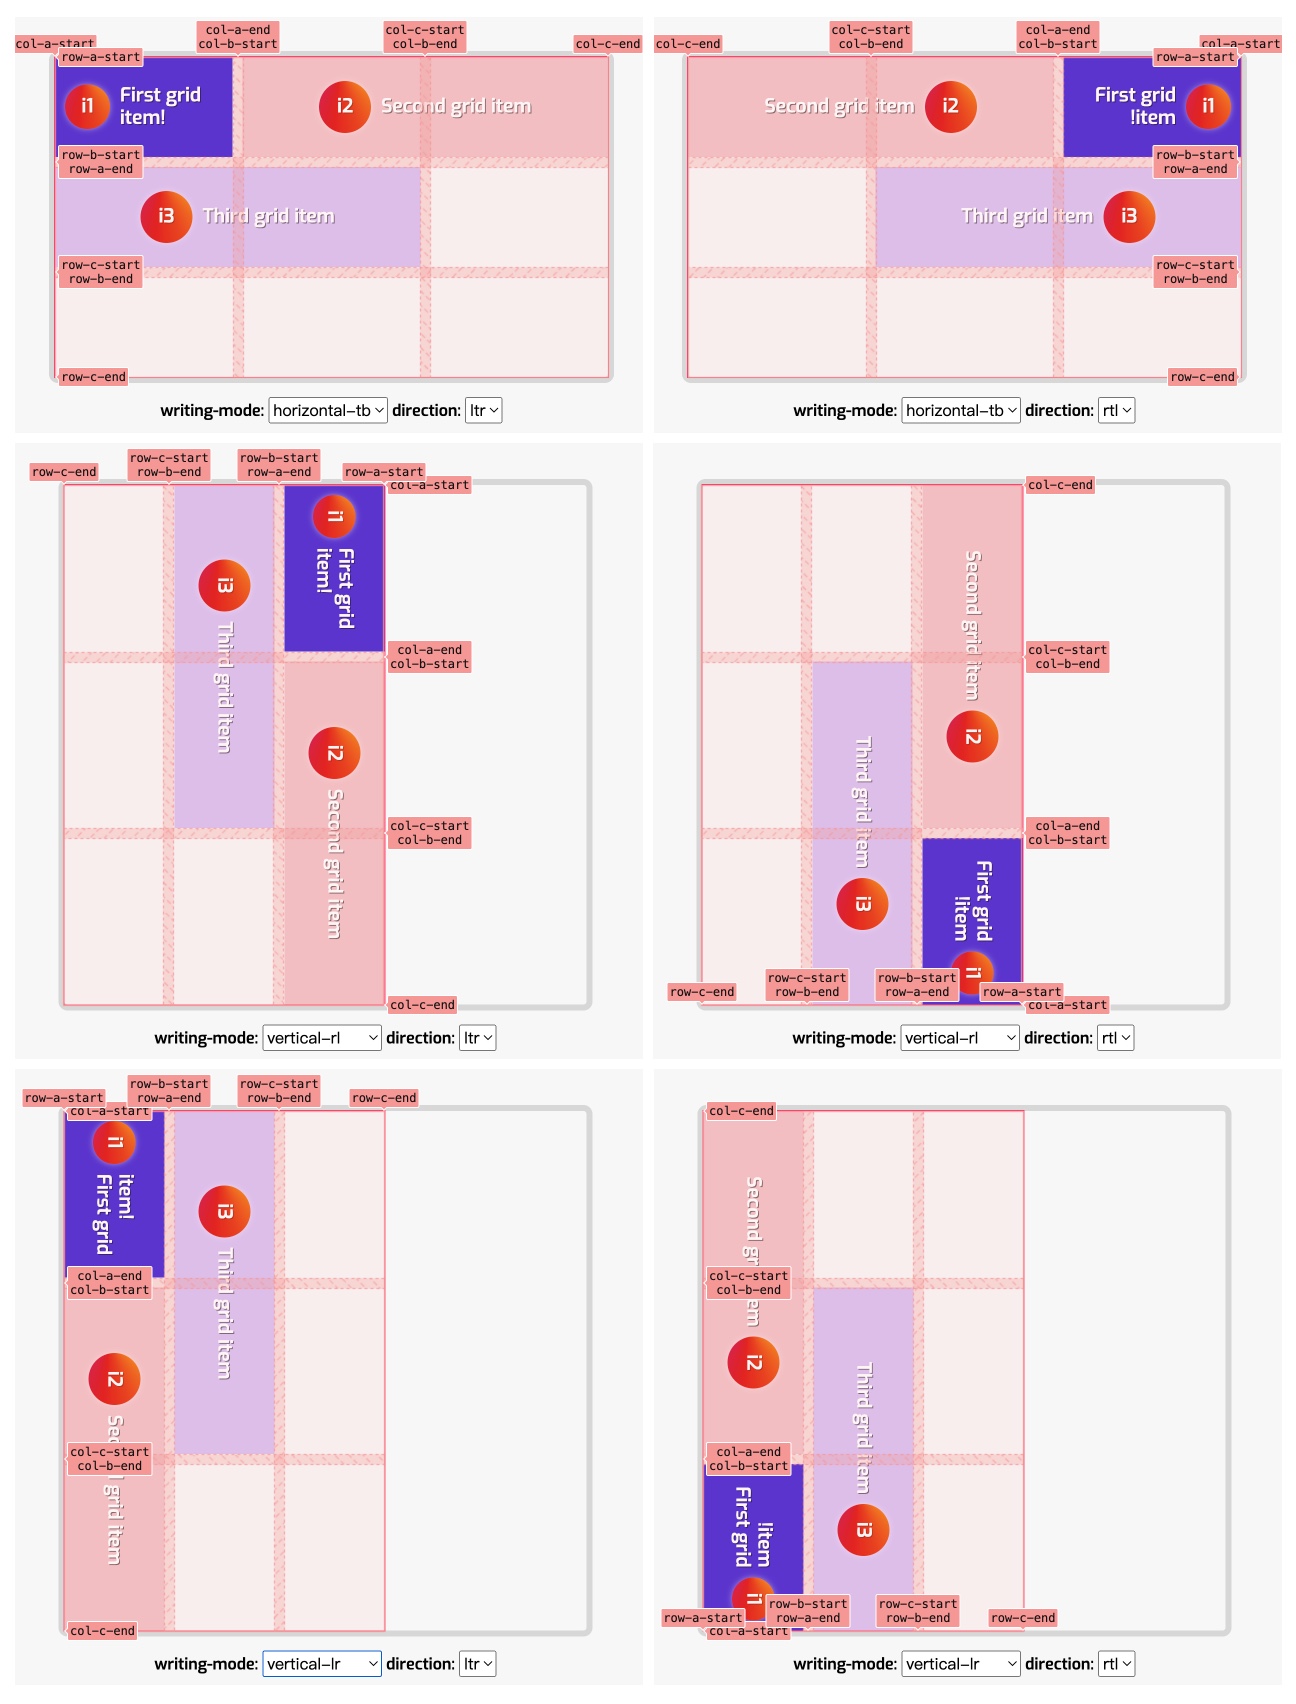 col-a-start
col-a-end
col-b-start
col-c-start
col-b-end
col-c-end
row-a-start
i1
First grid
item!
i2
Second grid item
row-b-start
row-a-end
i3
Third grid item
row-c-start
row-b-end
row-c-end
writing-mode: horizontal-tb direction: ltr
col-c-end
col-c-start
col-b-end
col-a-end
col-b-start
col-a-start
row-a-start
Second grid item
i2
First grid
!item
i1
row-b-start
row-a-end
Third grid item
i3
row-c-start
row-b-end
row-c-end
writing-mode: horizontal-tb direction: rtl
row-c-end
row-c-start
row-b-end
row-b-start
row-a-end
row-a-start
col-a-start
i1
First grid
item!
i3
Third grid item
col-a-end
col-b-start
i2
Second grid item
col-c-start
col-b-end
col-c-end
writing-mode: vertical-rl direction: ltr
col-c-end
Second grid item
i2
col-c-start
col-b-end
Third grid item
i3
col-a-end
col-b-start
First grid
!item
i1
row-c-end
row-c-start
row-b-end
row-b-start
row-a-end
row-a-start
col-a-start
writing-mode: vertical-rl direction: rtl
row-a-start
row-b-start
row-a-end
row-c-start
row-b-end
row-c-end
col-a-start
i1
First grid
item!
i3
Third grid item
col-a-end
col-b-start
i2
grid item
col-c-start
col-b-end
col-c-end
writing-mode: vertical-lr direction: ltr
col-c-end
Second
col-c-start
col-b-end
i2
Third grid item
i3
col-a-end
col-b-start
First grid
!item
i1
row-a-start
row-b-start
row-a-end
row-c-start
row-b-end
row-c-end
col-a-start
writing-mode: vertical-lr direction: rtl